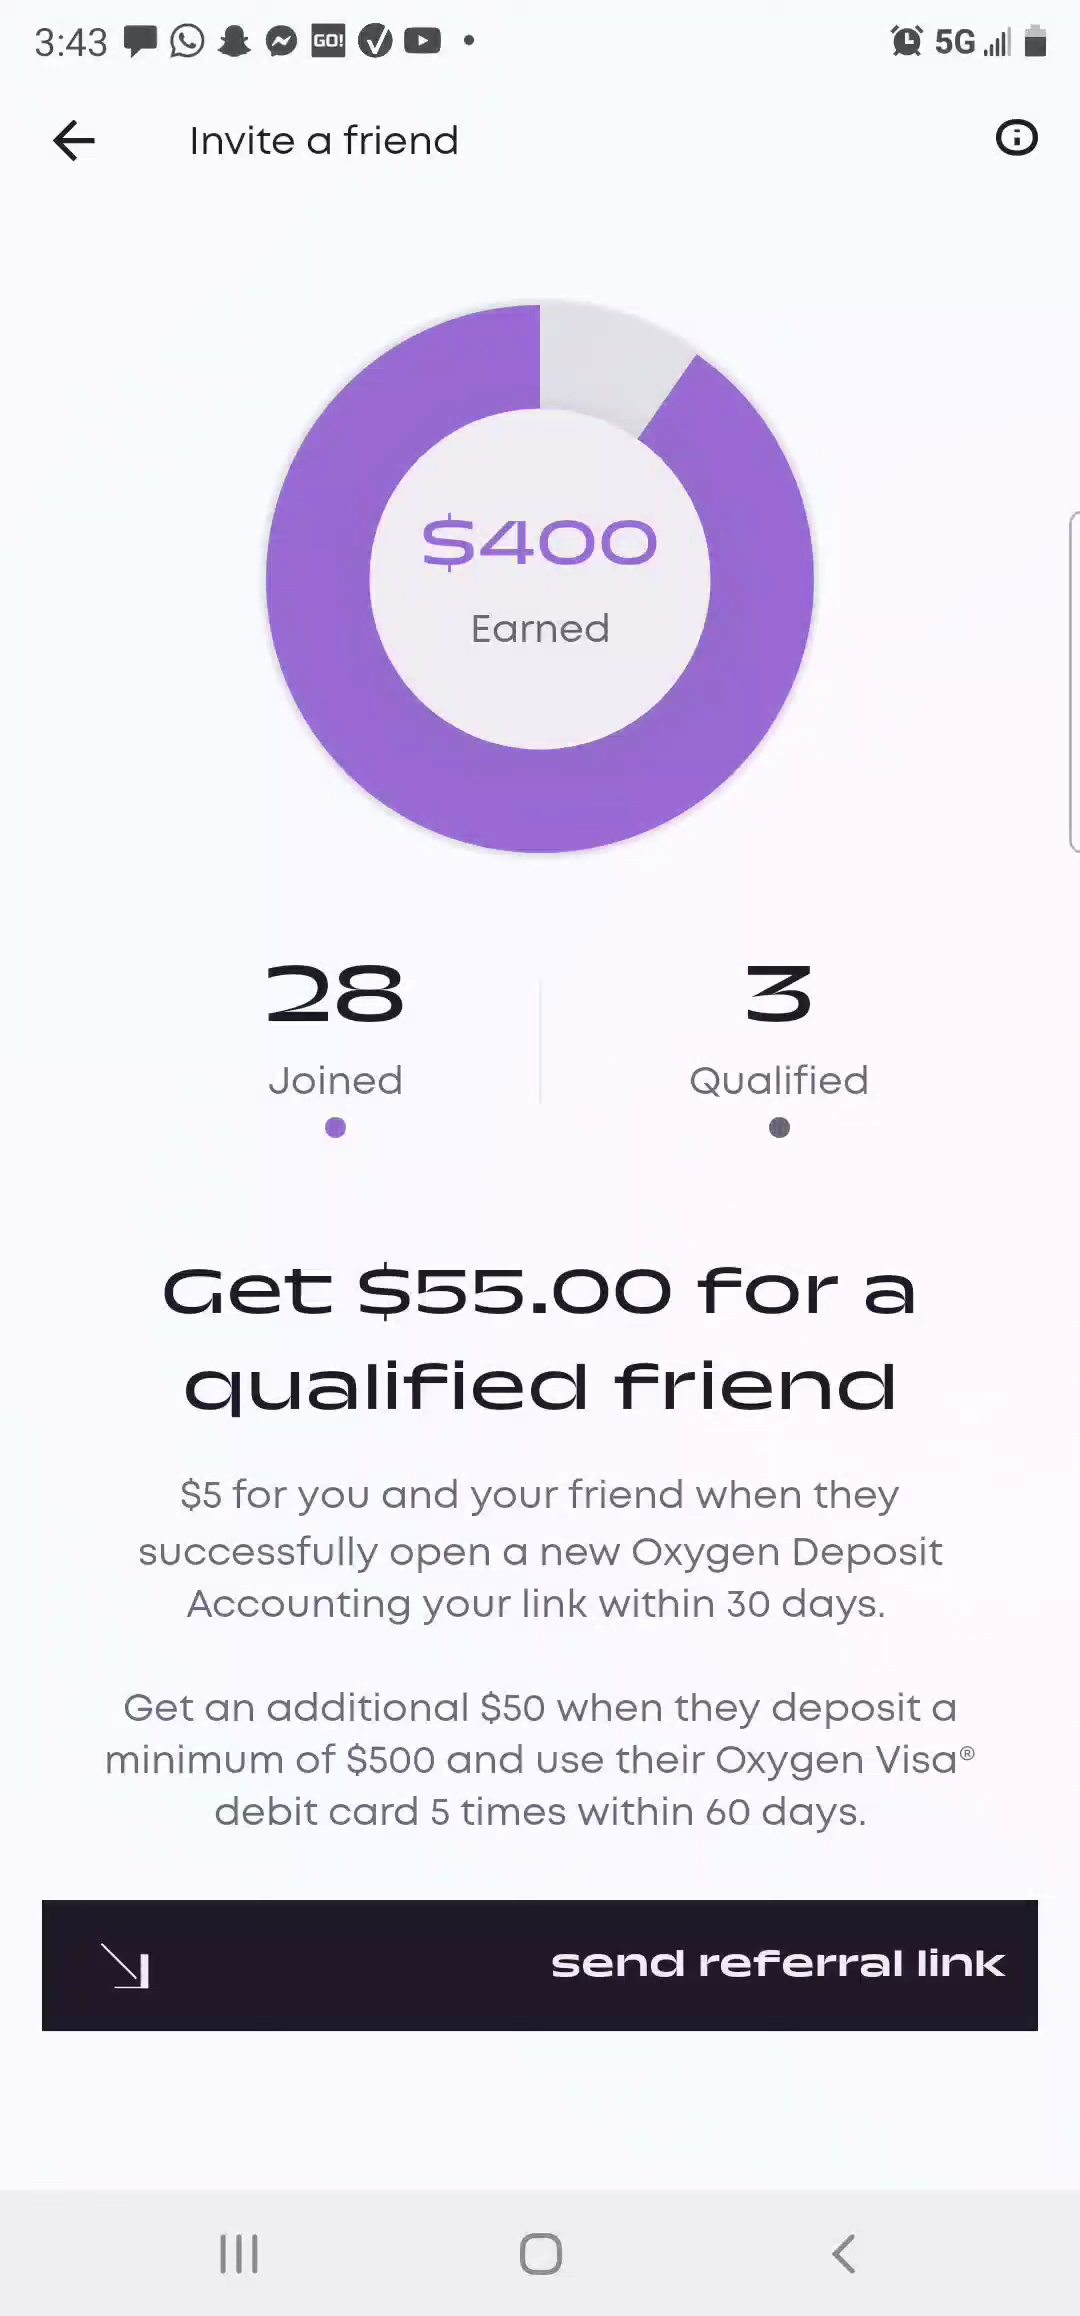 3:43 GO! 5G
Invite a friend
$400
Earned
28 3
Joined Qualified
Get $55.00 for a
qualified friend
$5 for you and your friend when they
successfully open a new Oxygen Deposit
Accounting your link within 30 days.
Get an additional $50 when they deposit a
minimum of $500 and use their Oxygen Visa®
debit card 5 times within 60 days.
send referral link